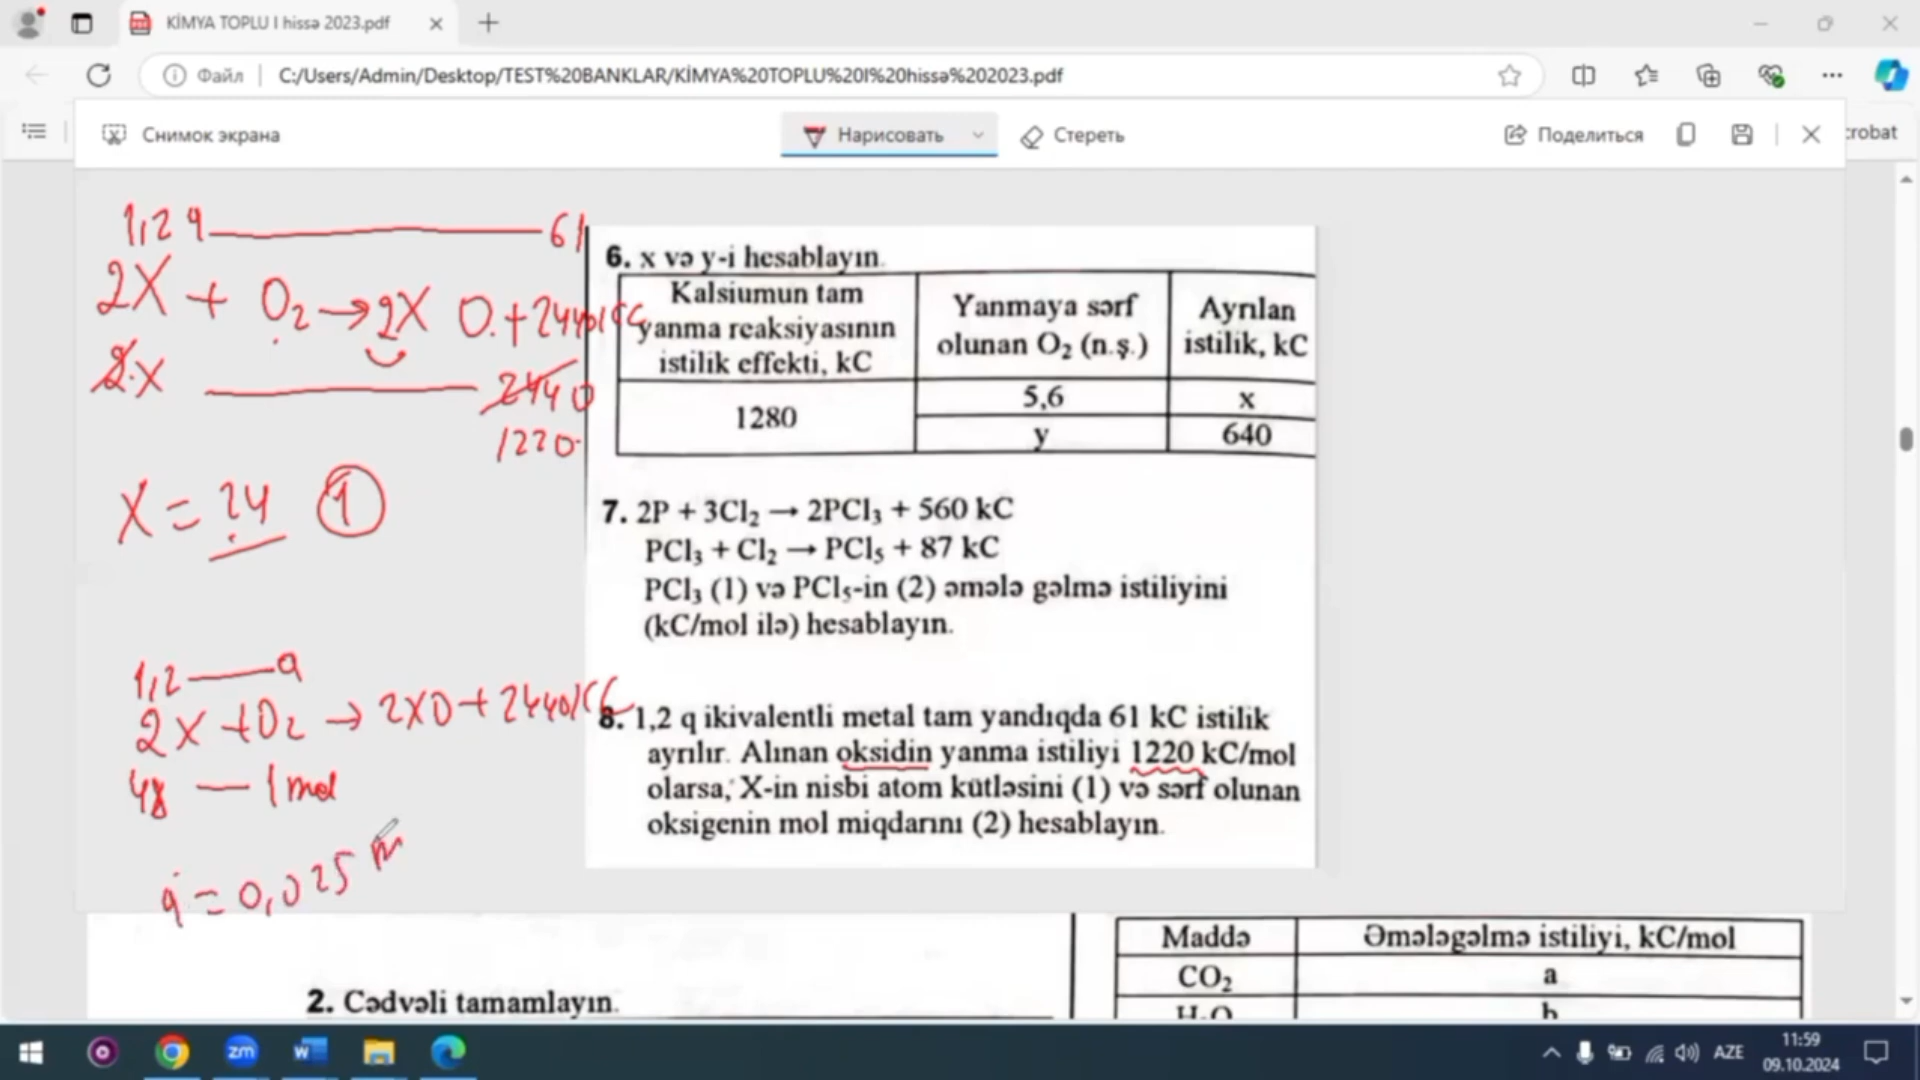 KİMYA TOPLU I hissə 2023.pdf
Файл
C:/Users/Admin/Desktop/TEST%20BANKLAR/KİMYA%20TOPLU%20I%20hissə%202023.pdf
Снимок экрана
Нарисовать
Стереть
Поделиться
crobat
1,2q 61
2X + O₂ → 2X O + 2440 kC
2·X 2440
1220
X = 24 ①
1,2 — a
2X + O₂ → 2XO + 2440 kC
48 — 1 mol
a = 0,025 m
6. x və y-i hesablayın.
Kalsiumun tam yanma reaksiyasının istilik effekti, kC
Yanmaya sərf olunan O₂ (n.ş.)
Ayrılan istilik, kC
1280
5,6 x
y 640
7. 2P + 3Cl₂ → 2PCl₃ + 560 kC
PCl₃ + Cl₂ → PCl₅ + 87 kC
PCl₃ (1) və PCl₅-in (2) əmələ gəlmə istiliyini
(kC/mol ilə) hesablayın.
8. 1,2 q ikivalentli metal tam yandıqda 61 kC istilik
ayrılır. Alınan oksidin yanma istiliyi 1220 kC/mol
olarsa, X-in nisbi atom kütləsini (1) və sərf olunan
oksigenin mol miqdarını (2) hesablayın.
2. Cədvəli tamamlayın.
Maddə Əmələgəlmə istiliyi, kC/mol
CO₂ a
H₂O b
zm
W
AZE
11:59
09.10.2024